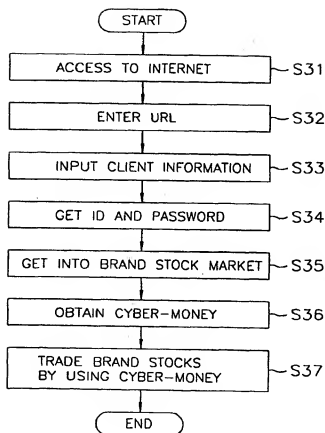 START
ACCESS TO INTERNET S31
ENTER URL S32
INPUT CLIENT INFORMATION S33
GET ID AND PASSWORD S34
GET INTO BRAND STOCK MARKET S35
OBTAIN CYBER-MONEY S36
TRADE BRAND STOCKS
BY USING CYBER-MONEY S37
END